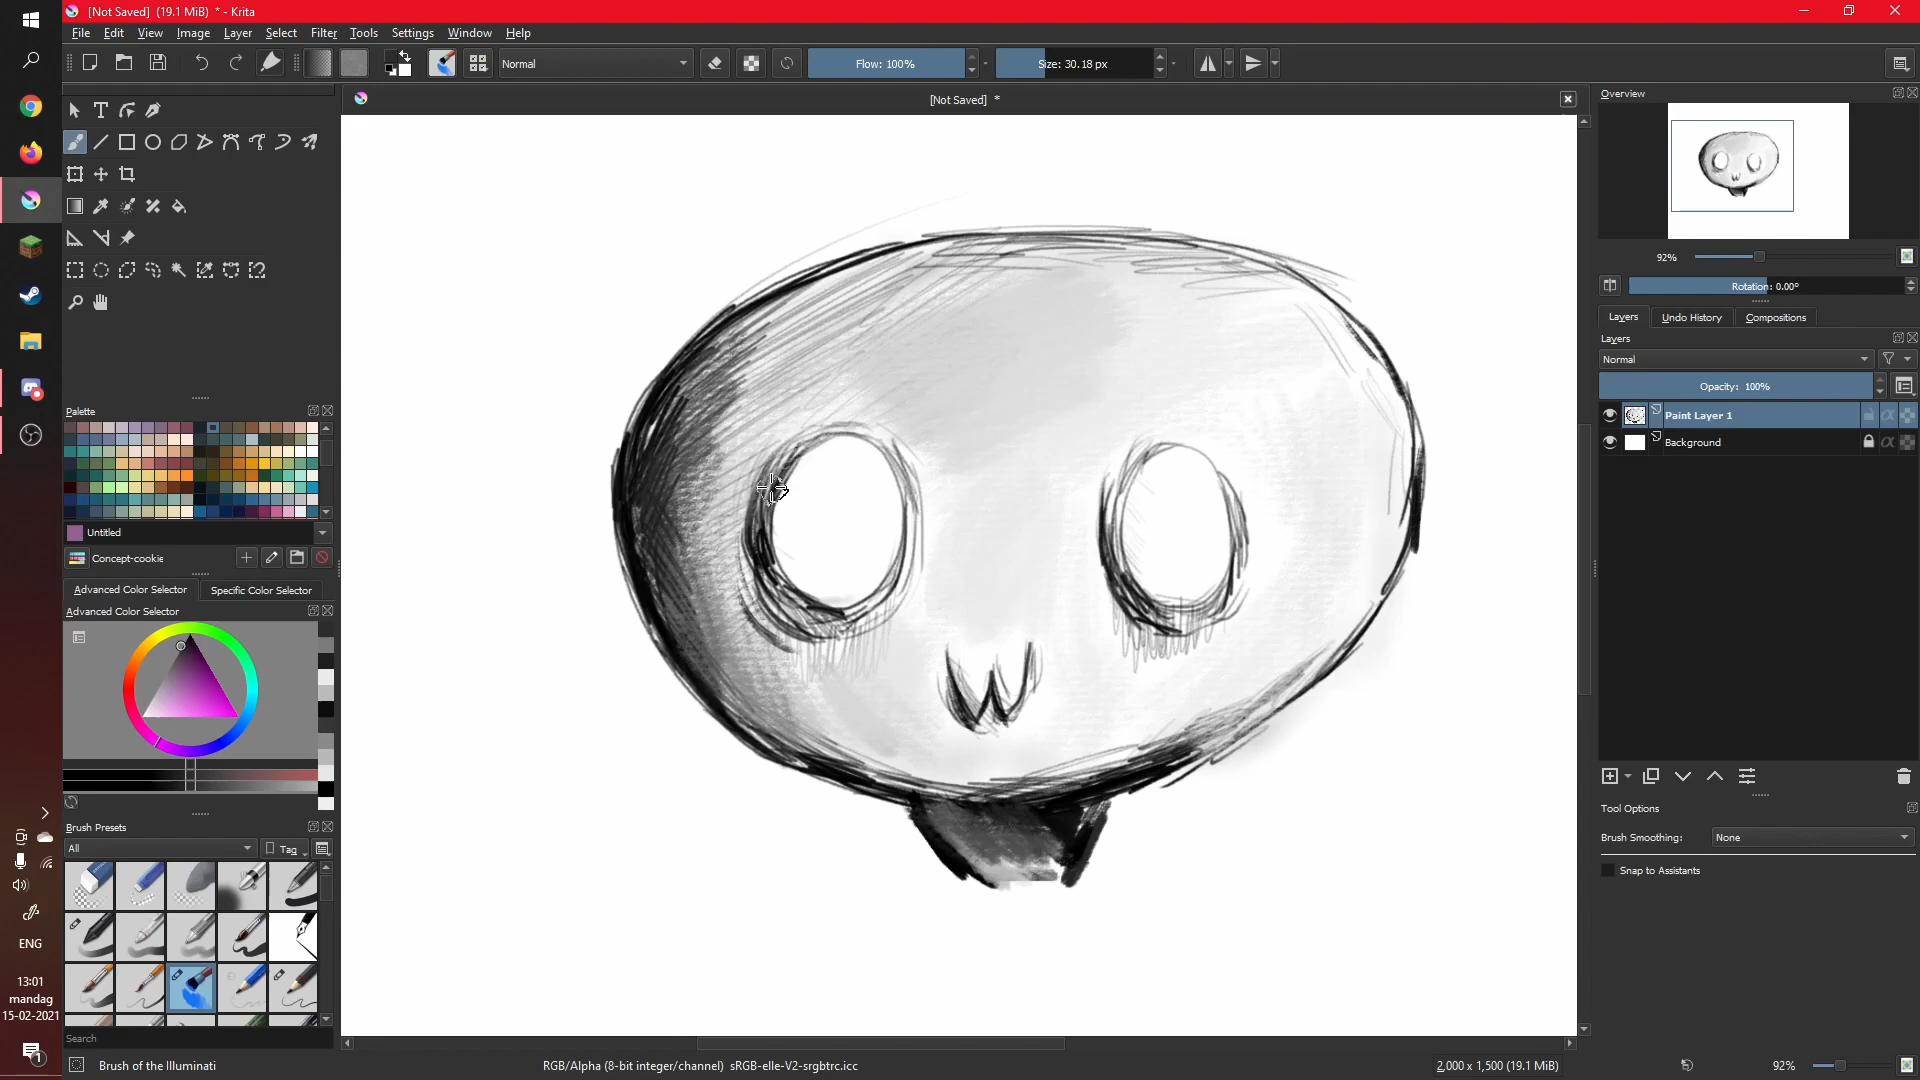 [Not Saved] (19.1 MiB) * - Krita
File Edit View Image Layer Select Filter Tools Settings Window Help
Normal
Flow: 100%
Size: 30.18 px
[Not Saved] *
Overview
92%
Rotation: 0.00°
Layers Undo History Compositions
Layers
Normal
Opacity: 100%
Paint Layer 1
Background
Tool Options
Brush Smoothing: None
Snap to Assistants
Palette
Untitled
Concept-cookie
Advanced Color Selector Specific Color Selector
Advanced Color Selector
Brush Presets
All Tag
Search
Brush of the Illuminati
RGB/Alpha (8-bit integer/channel) sRGB-elle-V2-srgbtrc.icc
2,000 x 1,500 (19.1 MiB)
92%
ENG
13:01
mandag
15-02-2021
1